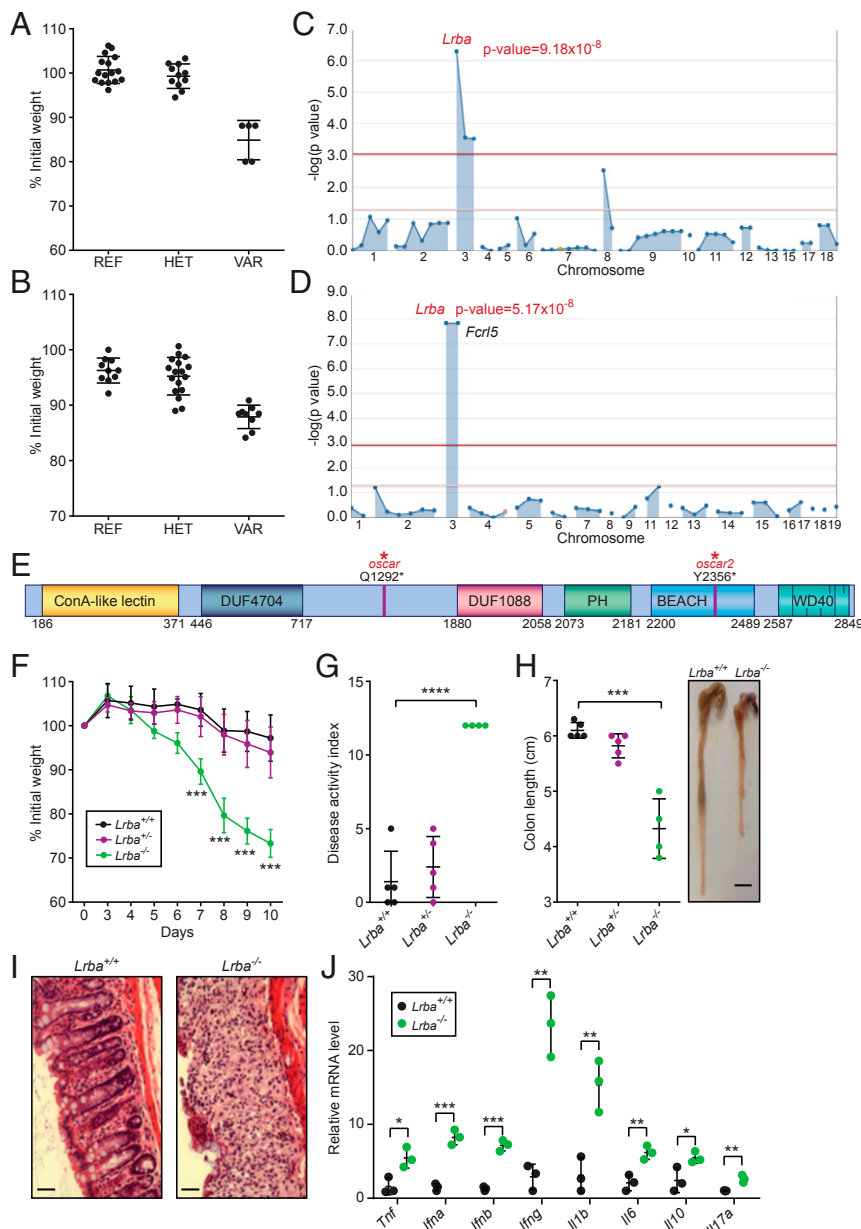 A
% Initial weight
110
100
90
80
70
60
REF HET VAR
B
% Initial weight
110
100
90
80
70
REF HET VAR
C
-log(p value)
7.0
6.0
5.0
4.0
3.0
2.0
1.0
0.0
Lrba p-value=9.18x10-8
1 2 3 4 5 6 7 8 9 10 11 12 13 15 17 18
Chromosome
D
-log(p value)
9.0
8.0
7.0
6.0
5.0
4.0
3.0
2.0
1.0
0.0
Lrba p-value=5.17x10-8
Fcrl5
1 2 3 4 5 6 7 8 9 11 12 13 14 15 16 17 18 19
Chromosome
E
* *
oscar oscar2
Q1292* Y2356*
ConA-like lectin DUF4704 DUF1088 PH BEACH WD40
186 371 446 717 1880 2058 2073 2181 2200 2489 2587 2849
F
% Initial weight
110
100
90
80
70
60
Lrba+/+
Lrba+/-
Lrba-/-
***
***
***
***
0 3 4 5 6 7 8 9 10
Days
G
Disease activity index
15
10
5
0
****
Lrba+/+ Lrba+/- Lrba-/-
H
Colon length (cm)
7
6
5
4
3
***
Lrba+/+ Lrba+/- Lrba-/-
Lrba+/+ Lrba-/-
I
Lrba+/+ Lrba-/-
J
Relative mRNA level
30
20
10
0
Lrba+/+
Lrba-/-
* *** *** ** ** ** * **
Tnf Ifna Ifnb Ifng Il1b Il6 Il10 Il17a